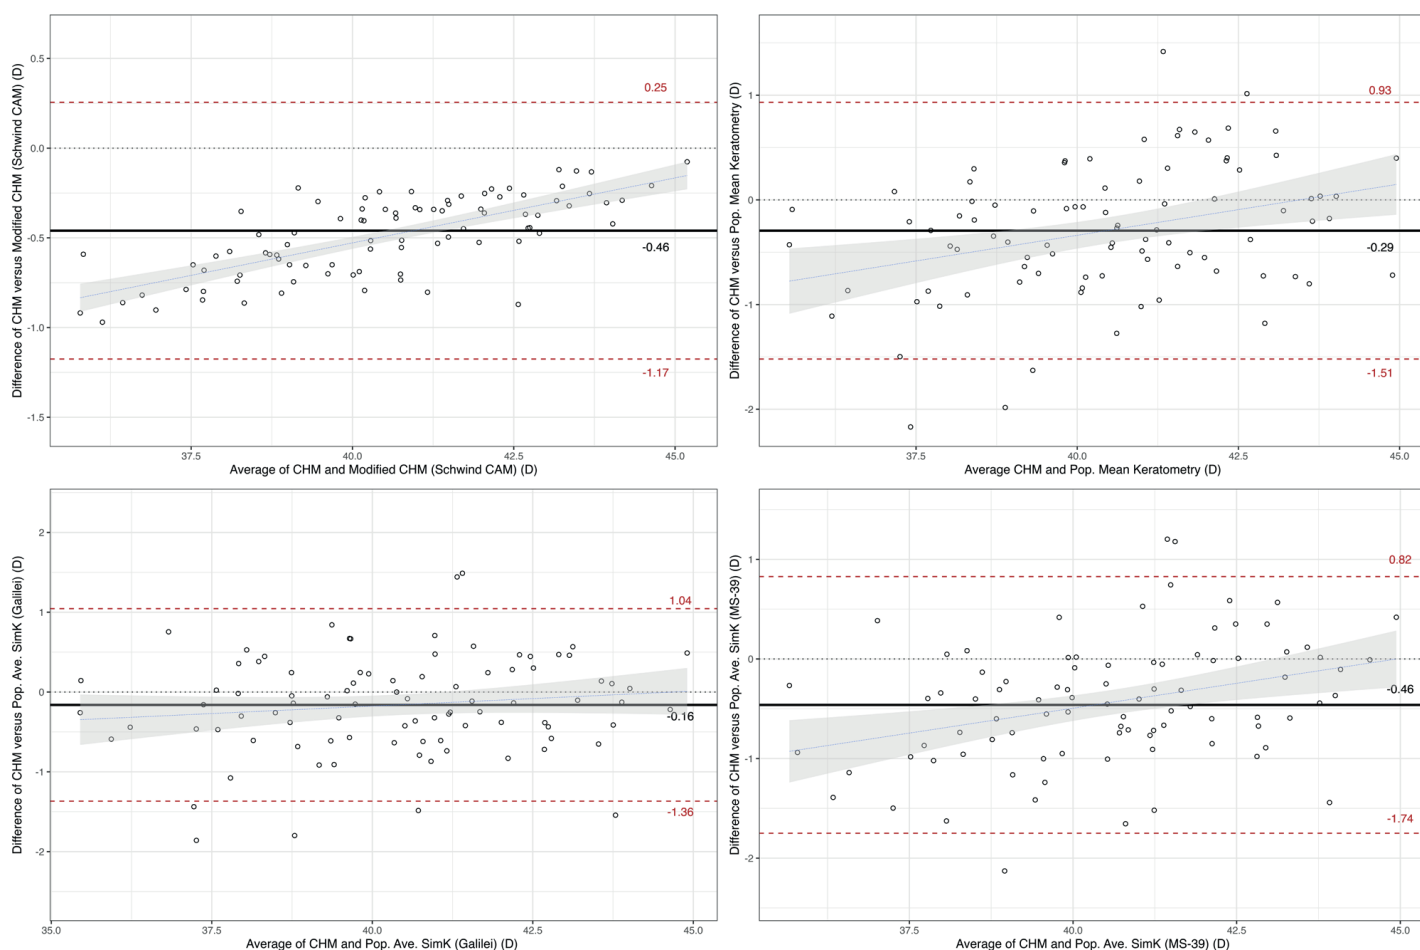 Difference of CHM versus Modified CHM (Schwind CAM) (D)
0.5
0.0
-0.5
-1.0
-1.5
0.25
-0.46
-1.17
37.5 40.0 42.5 45.0
Average of CHM and Modified CHM (Schwind CAM) (D)
Difference of CHM versus Pop. Mean Keratometry (D)
1
0
-1
-2
0.93
-0.29
-1.51
37.5 40.0 42.5 45.0
Average CHM and Pop. Mean Keratometry (D)
Difference of CHM versus Pop. Ave. SimK (Galilei) (D)
2
1
0
-1
-2
1.04
-0.16
-1.36
35.0 37.5 40.0 42.5 45.0
Average of CHM and Pop. Ave. SimK (Galilei) (D)
Difference of CHM versus Pop. Ave. SimK (MS-39) (D)
1
0
-1
-2
0.82
-0.46
-1.74
37.5 40.0 42.5 45.0
Average of CHM and Pop. Ave. SimK (MS-39) (D)